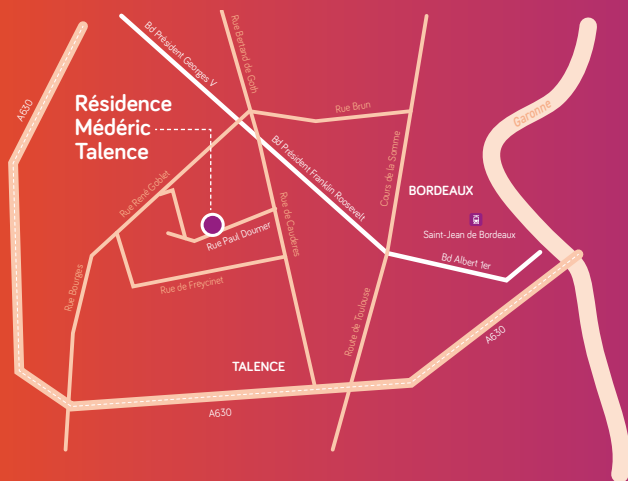 Rue Bertand de Goth
Bd Président Georges V
A630
Résidence
Médéric
Talence
Rue Brun
Garonne
Bd Président Franklin Roosevelt
Cours de la Somme
Rue René Goblet
BORDEAUX
Rue de Caudères
Saint-Jean de Bordeaux
Rue Paul Doumer
Bd Albert 1er
Rue Bourges
Rue de Freycinet
Route de Toulouse
A630
TALENCE
A630